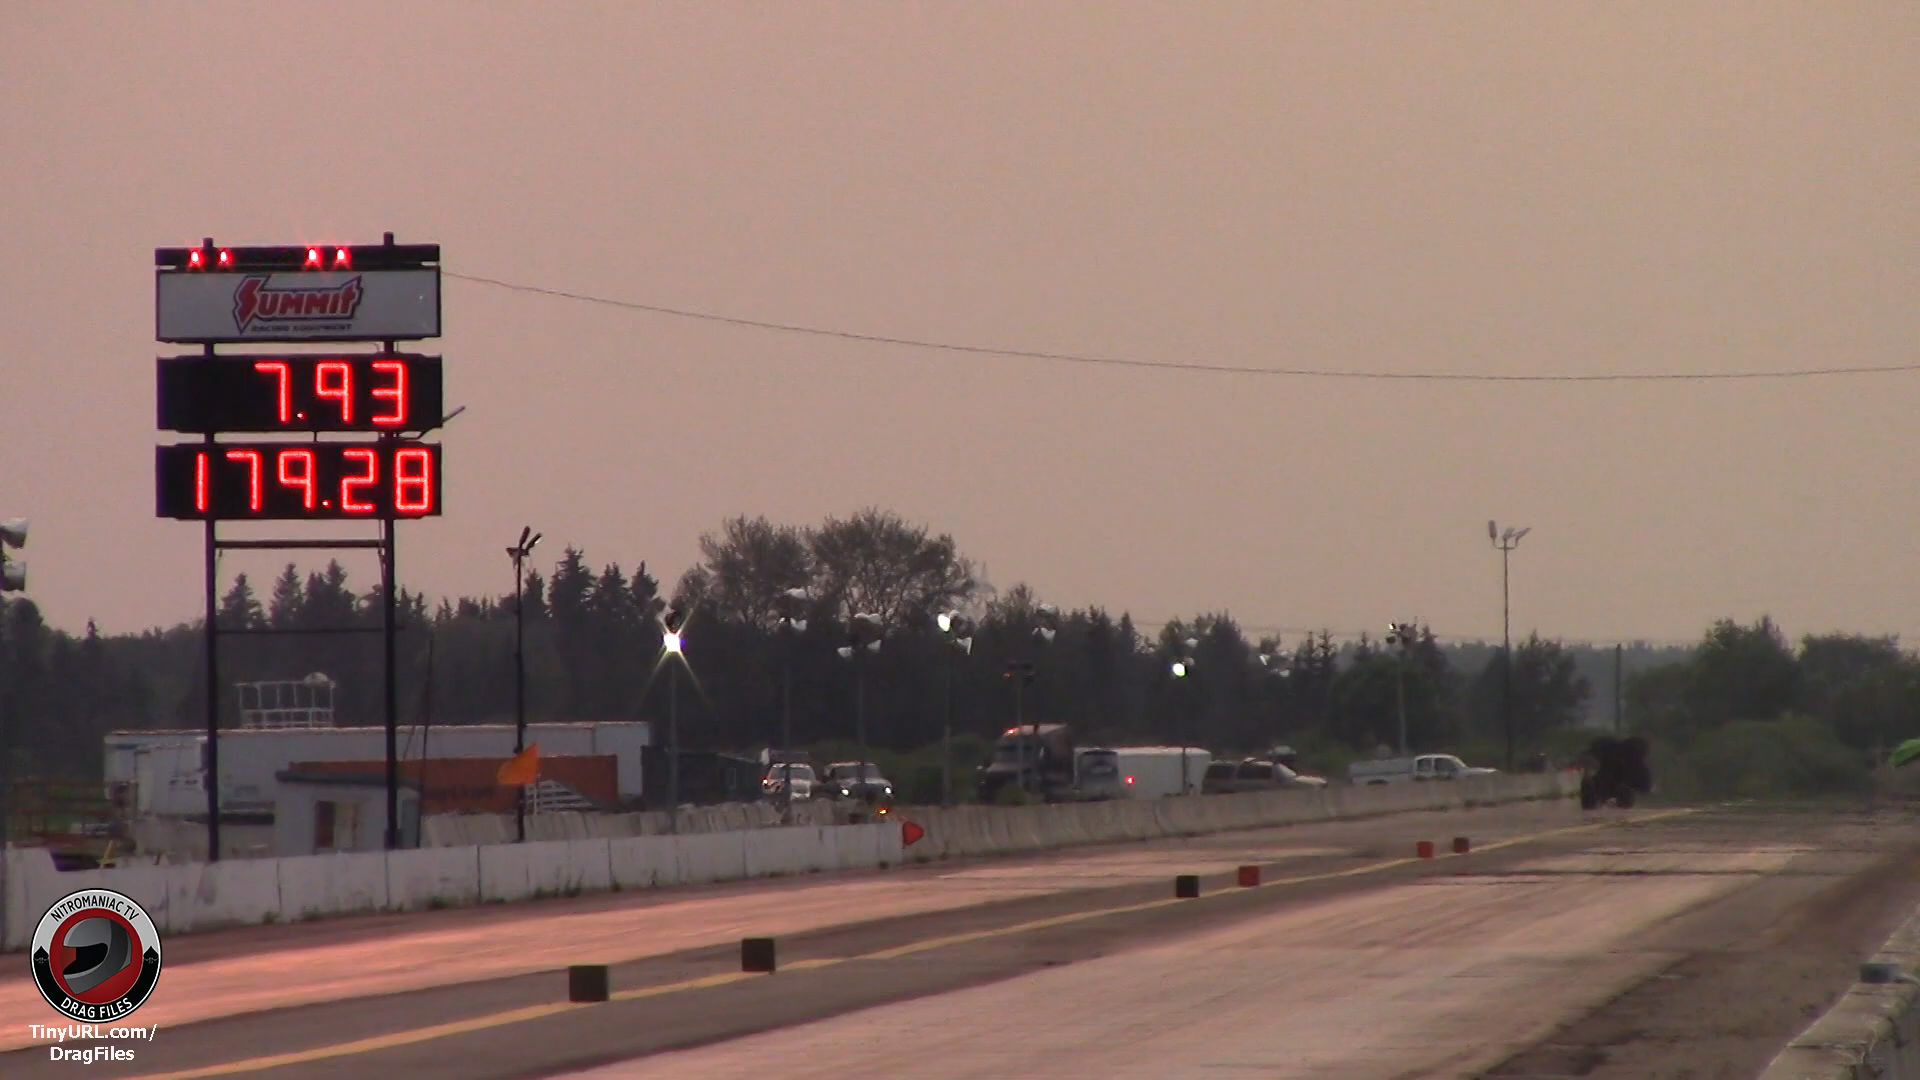 SUMMIT
RACING EQUIPMENT
7.93
179.28
NITROMANIAC TV
DRAG FILES
TinyURL.com/
DragFiles